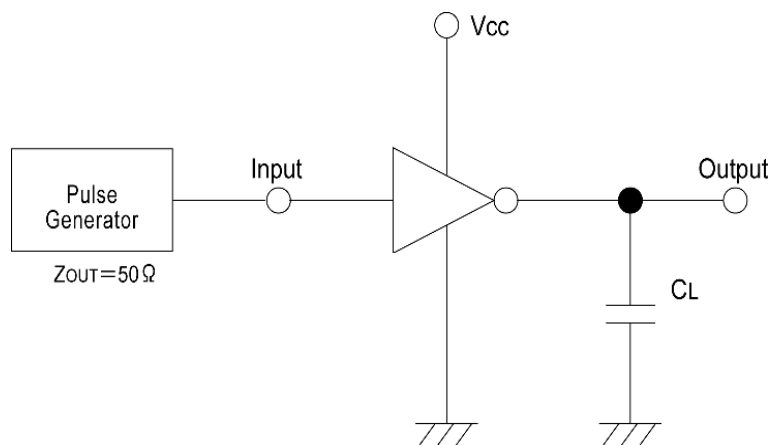 Vcc
Input
Output
Pulse
Generator
ZOUT=50Ω
CL